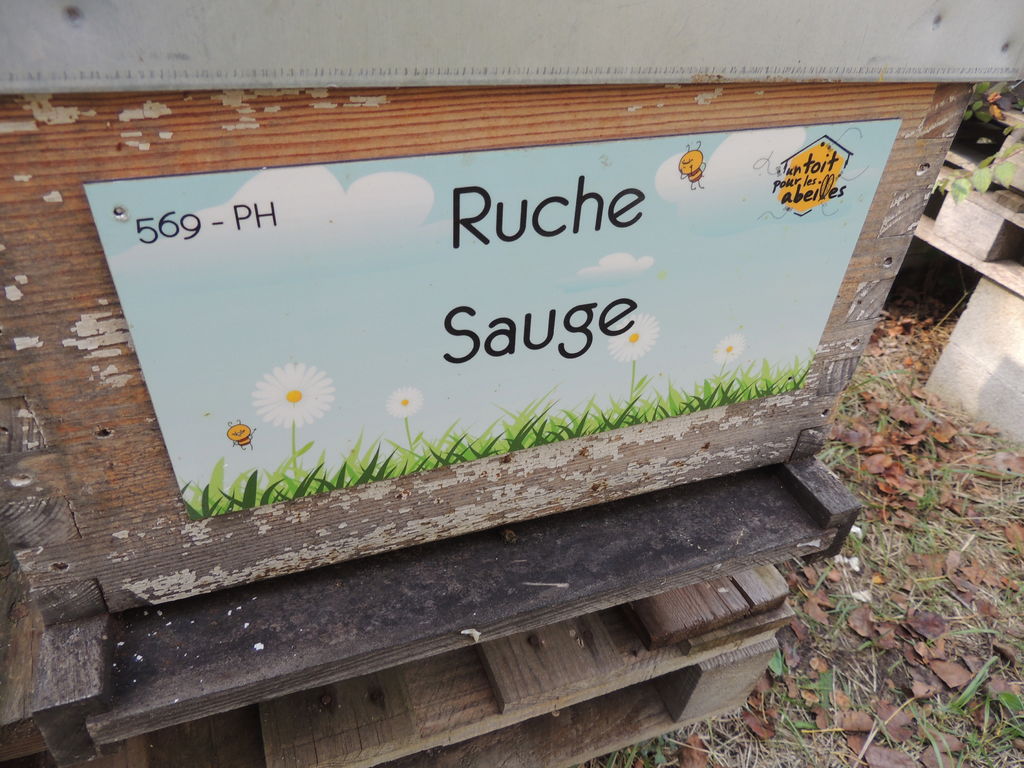 569 - PH
Ruche
Sauge
un toit
pour les
abeilles